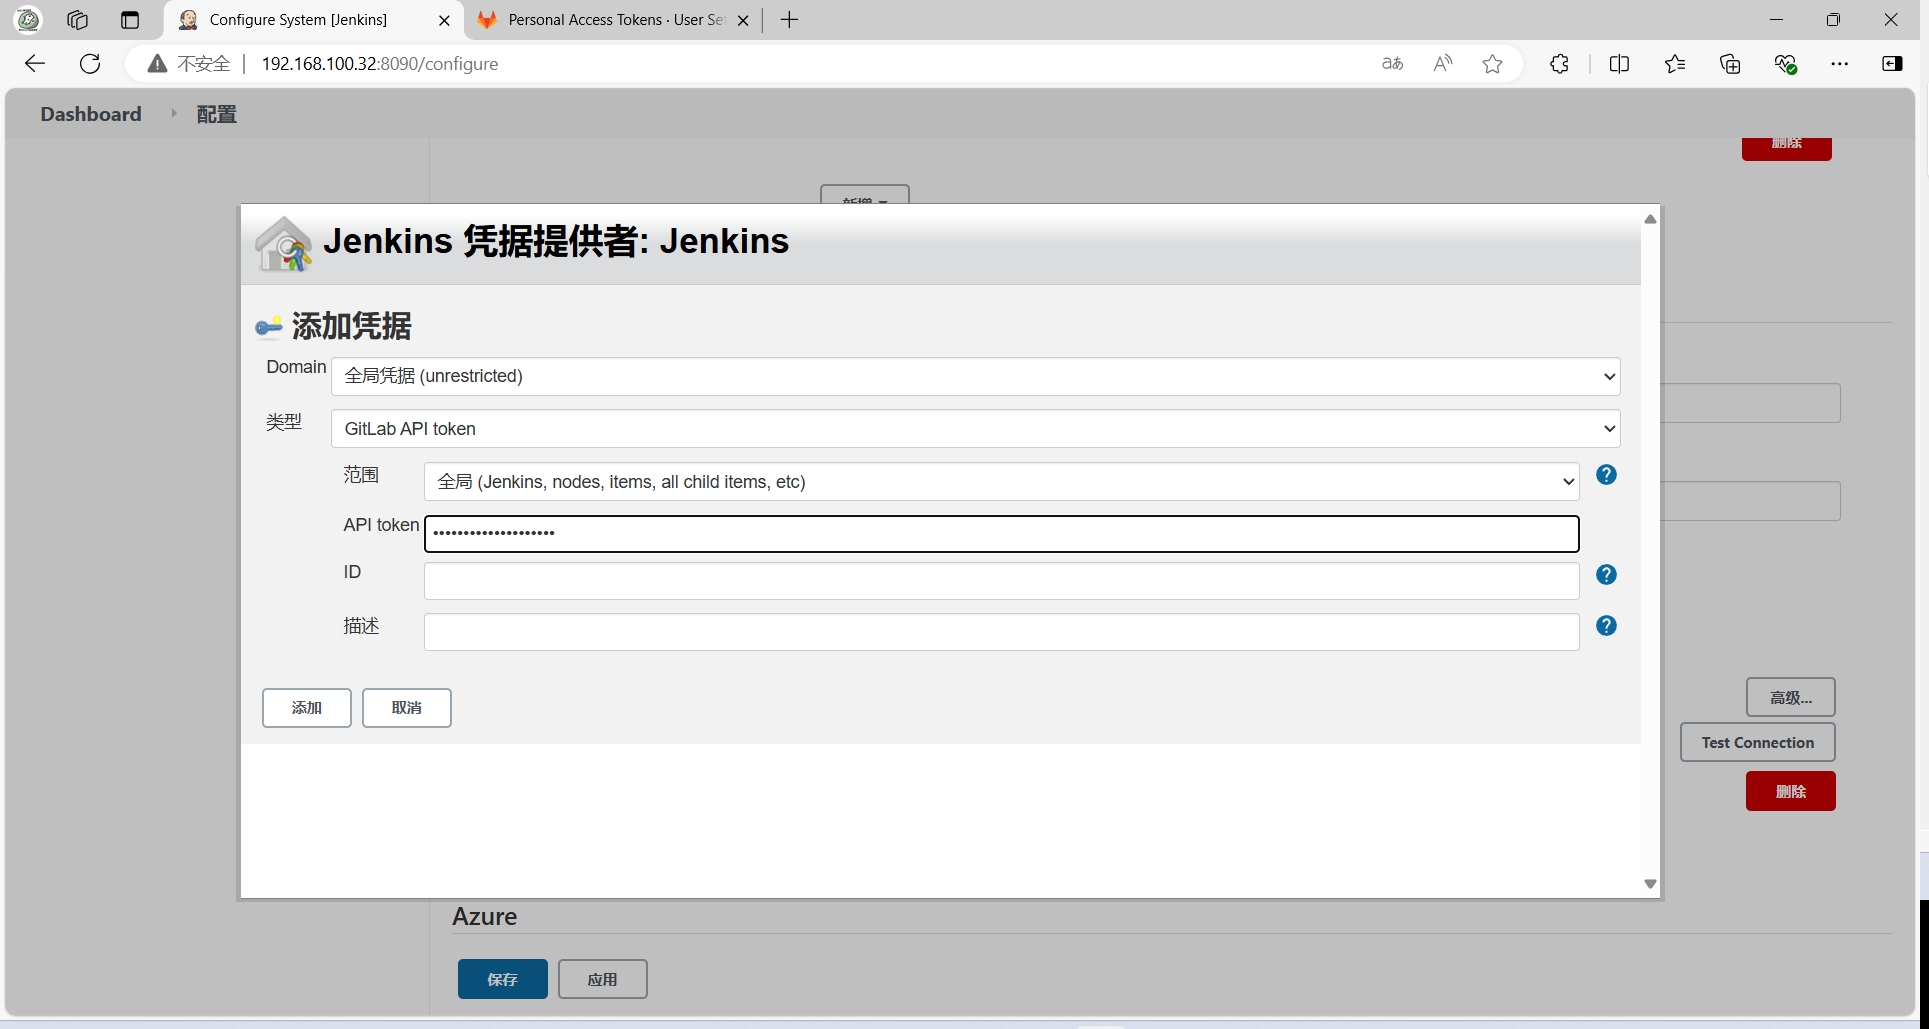 Configure System [Jenkins]
Personal Access Tokens · User Se
不安全
192.168.100.32:8090/configure
aあ
Dashboard
配置
删除
新增
Jenkins 凭据提供者: Jenkins
添加凭据
Domain
全局凭据 (unrestricted)
类型
GitLab API token
范围
全局 (Jenkins, nodes, items, all child items, etc)
API token
••••••••••••••••••••
ID
描述
添加
取消
高级...
Test Connection
删除
Azure
保存
应用